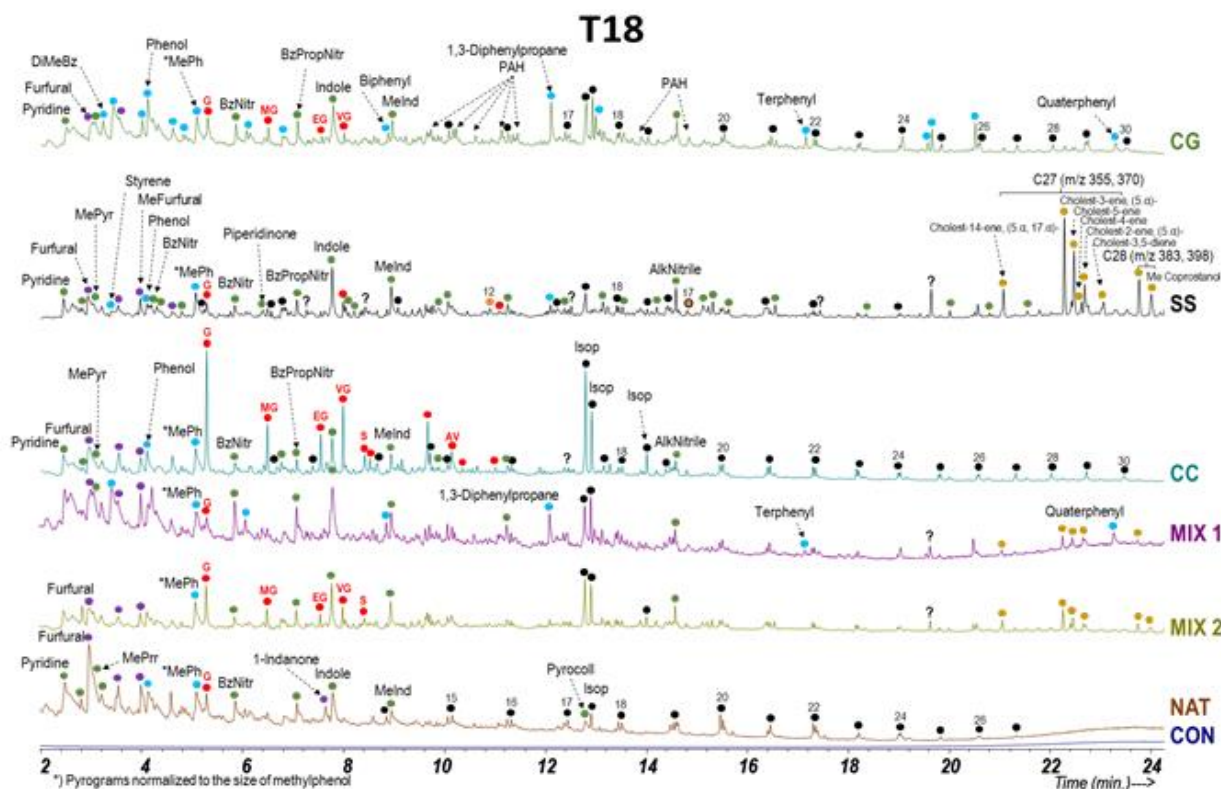 T18
Phenol
DiMeBz
*MePh
BzPropNitr
1,3-Diphenylpropane
PAH
Furfural
Pyridine
G
BzNitr
MG
EG
VG
Indole
Biphenyl
MeInd
17
18
PAH
20
Terphenyl
22
24
26
28
Quaterphenyl
30
CG
Styrene
MeFurfural
MePyr
Phenol
BzNitr
Furfural
Pyridine
*MePh
G
BzNitr
Piperidinone
BzPropNitr
?
Indole
?
MeInd
12
?
18
AlkNitrile
17
?
?
C27 (m/z 355, 370)
Cholest-3-ene, (5.α)-
Cholest-5-ene
Cholest-4-ene
Cholest-14-ene, (5.α, 17.α)-
Cholest-2-ene, (5.α)-
Cholest-3,5-diene
C28 (m/z 383, 398)
Me Coprostanol
SS
MePyr
Phenol
Furfural
Pyridine
*MePh
G
BzNitr
MG
BzPropNitr
EG
VG
S
MeInd
AV
?
Isop
Isop
18
Isop
AlkNitrile
20
22
24
26
28
30
CC
*MePh
G
1,3-Diphenylpropane
Terphenyl
?
Quaterphenyl
MIX 1
Furfural
*MePh
G
MG
EG
VG
S
?
MIX 2
Furfural
Pyridine
MePrr
*MePh
G
BzNitr
1-Indanone
Indole
MeInd
15
16
17
Pyrocoll
Isop
18
20
22
24
26
NAT
CON
2 4 6 8 10 12 14 16 18 20 22 24
*) Pyrograms normalized to the size of methylphenol
Time (min.)--->